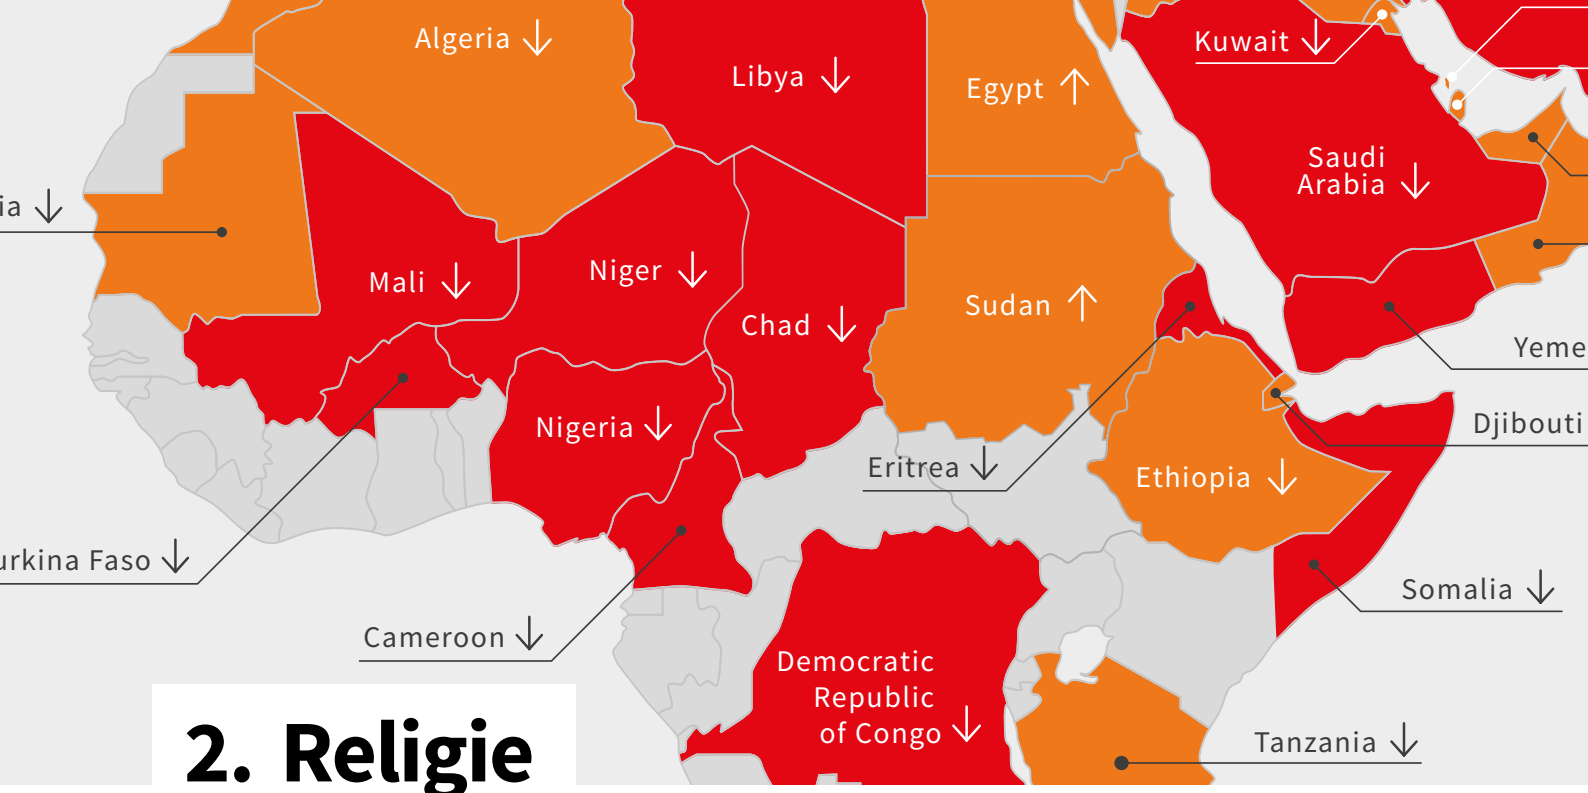 Algeria
Libya
Egypt
Kuwait
Saudi
Arabia
ia
Mali
Niger
Chad
Sudan
Yeme
Nigeria
Eritrea
Ethiopia
Djibouti
urkina Faso
Somalia
Cameroon
Democratic
Republic
of Congo
Tanzania
2. Religie